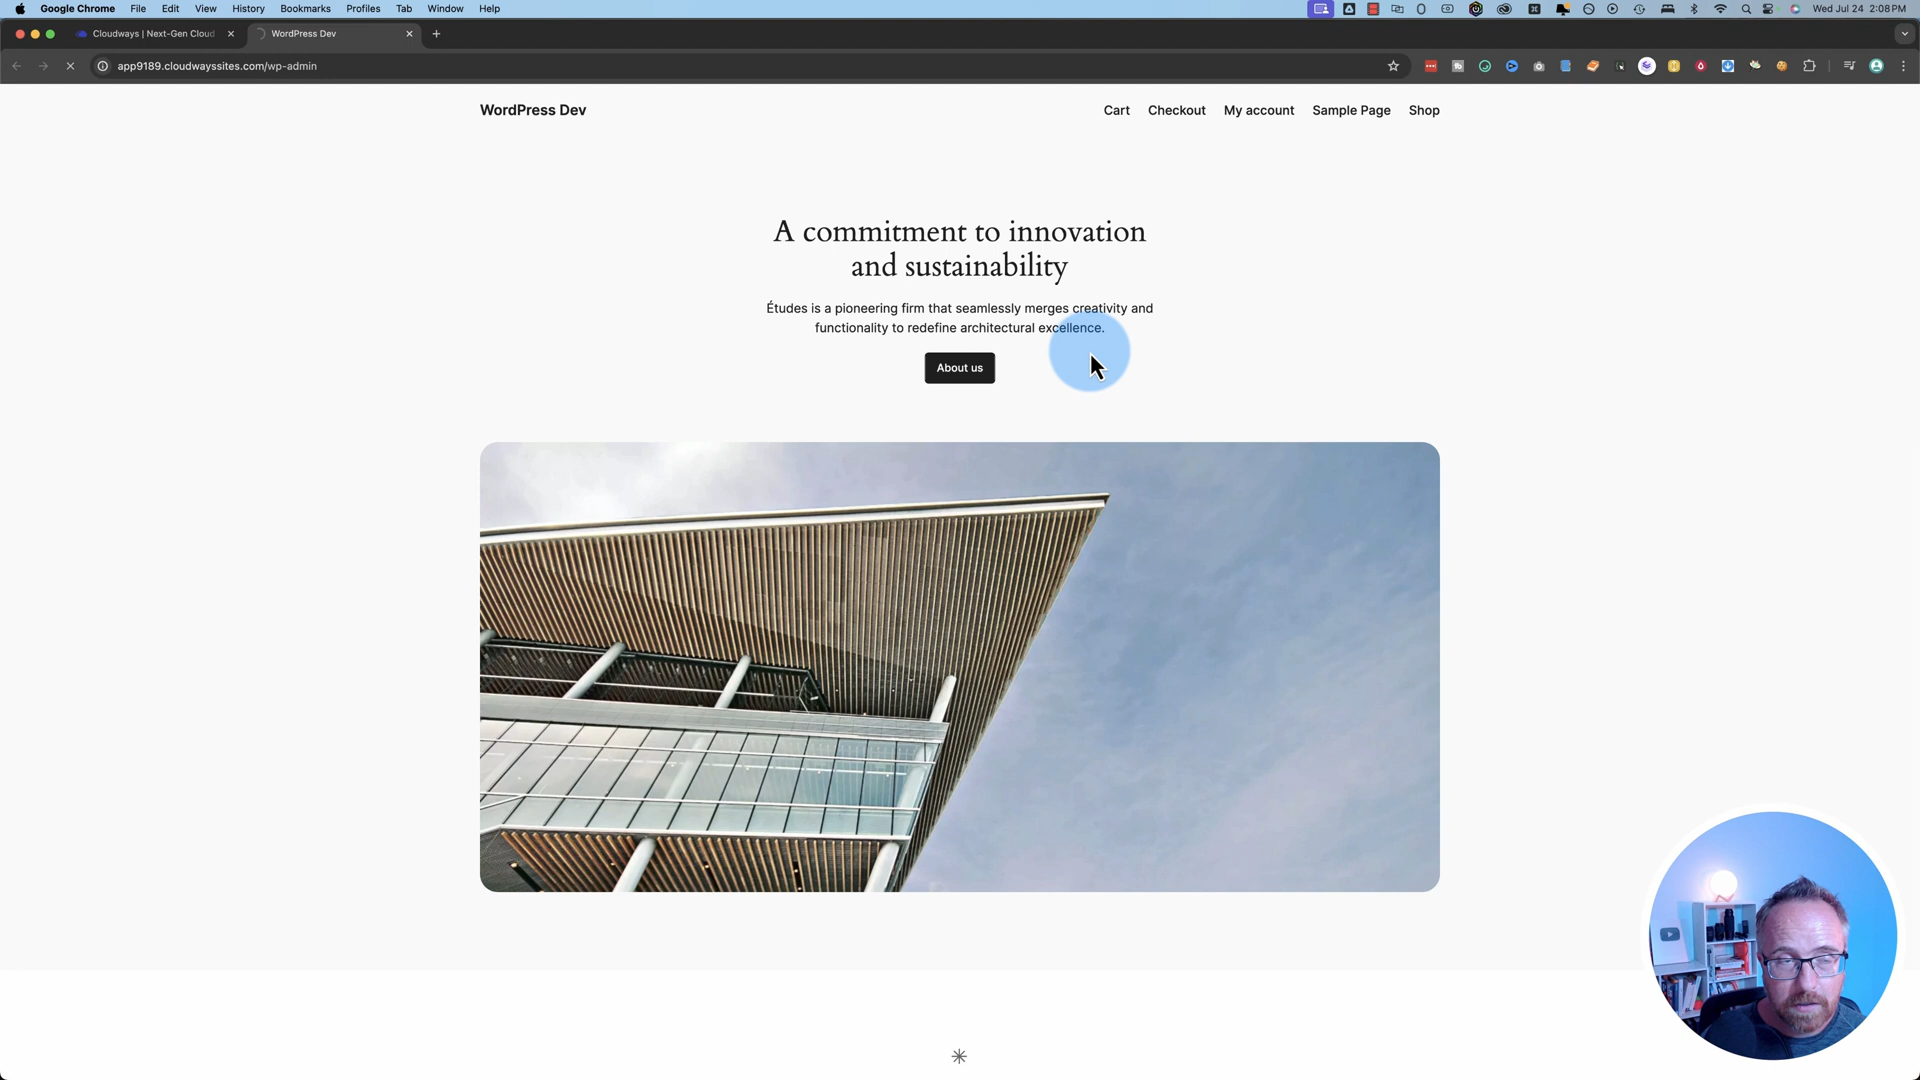 Google Chrome File Edit View History Bookmarks Profiles Tab Window Help Wed Jul 24 2:08 PM
Cloudways | Next-Gen Cloud WordPress Dev
app9189.cloudwayssites.com/wp-admin
WordPress Dev Cart Checkout My account Sample Page Shop
A commitment to innovation
and sustainability
Études is a pioneering firm that seamlessly merges creativity and
functionality to redefine architectural excellence.
About us